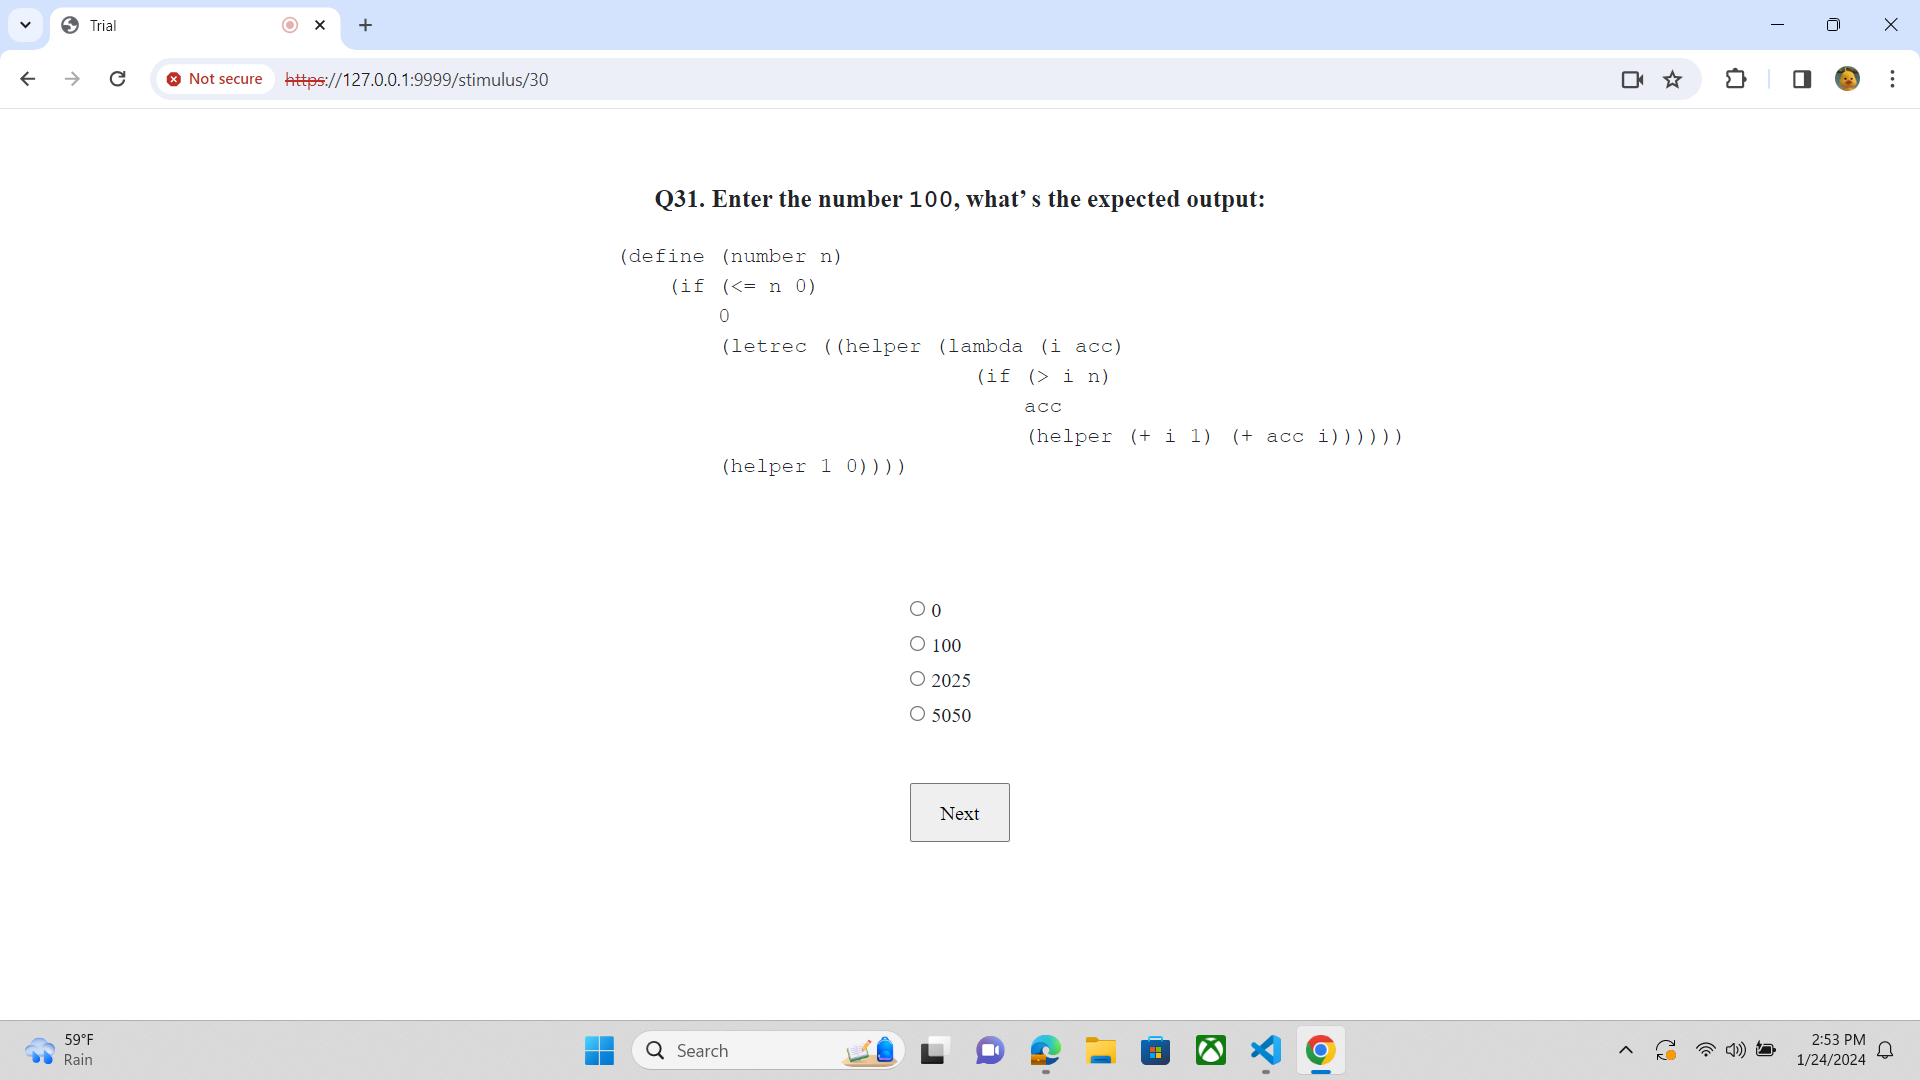 Trial
Not secure https://127.0.0.1:9999/stimulus/30
Q31. Enter the number 100, what’ s the expected output:
(define (number n)
    (if (<= n 0)
        0
        (letrec ((helper (lambda (i acc)
                            (if (> i n)
                                acc
                                (helper (+ i 1) (+ acc i))))))
        (helper 1 0))))
0
100
2025
5050
Next
59°F
Rain
Search
2:53 PM
1/24/2024